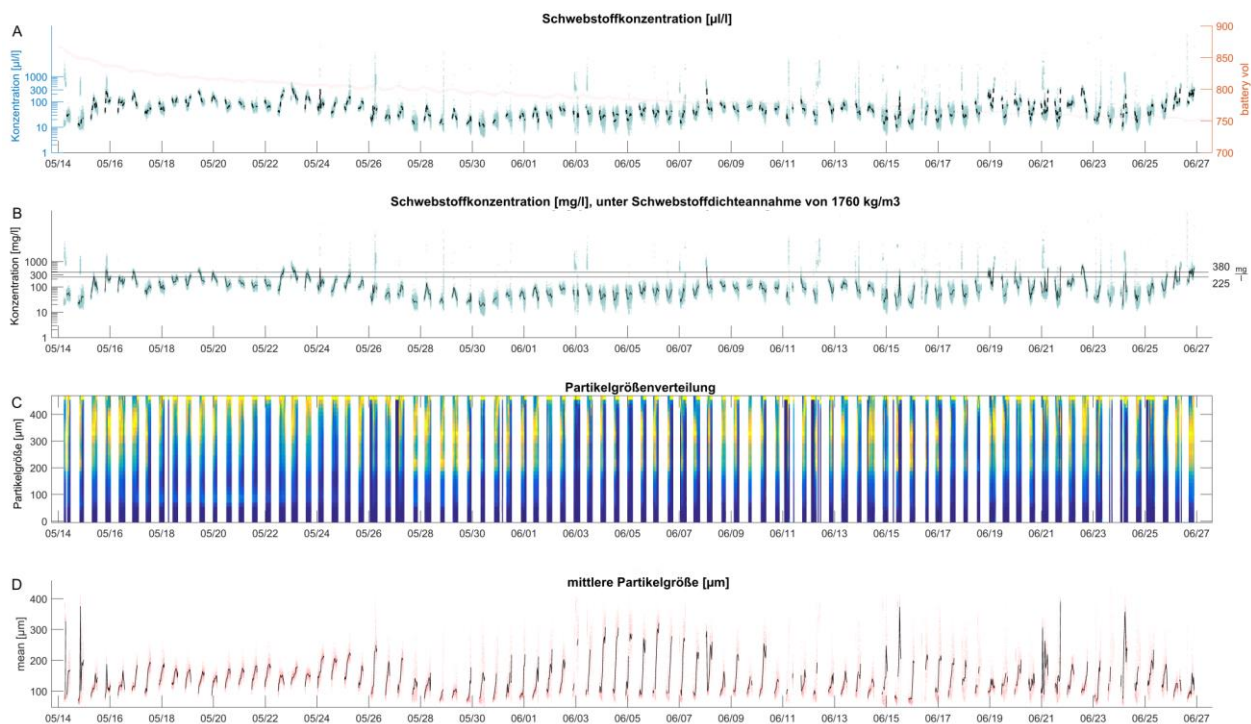 A
Schwebstoffkonzentration [µl/l]
Konzentration [µl/l]
1000
300
100
10
1
900
850
800
750
700
battery vol
05/14 05/16 05/18 05/20 05/22 05/24 05/26 05/28 05/30 06/01 06/03 06/05 06/07 06/09 06/11 06/13 06/15 06/17 06/19 06/21 06/23 06/25 06/27
B
Schwebstoffkonzentration [mg/l], unter Schwebstoffdichteannahme von 1760 kg/m3
Konzentration [mg/l]
1000
300
100
10
1
380 mg
225 l
05/14 05/16 05/18 05/20 05/22 05/24 05/26 05/28 05/30 06/01 06/03 06/05 06/07 06/09 06/11 06/13 06/15 06/17 06/19 06/21 06/23 06/25 06/27
C
Partikelgrößenverteilung
Partikelgröße [µm]
400
300
200
100
0
05/14 05/16 05/18 05/20 05/22 05/24 05/26 05/28 05/30 06/01 06/03 06/05 06/07 06/09 06/11 06/13 06/15 06/17 06/19 06/21 06/23 06/25 06/27
D
mittlere Partikelgröße [µm]
mean [µm]
400
300
200
100
05/14 05/16 05/18 05/20 05/22 05/24 05/26 05/28 05/30 06/01 06/03 06/05 06/07 06/09 06/11 06/13 06/15 06/17 06/19 06/21 06/23 06/25 06/27